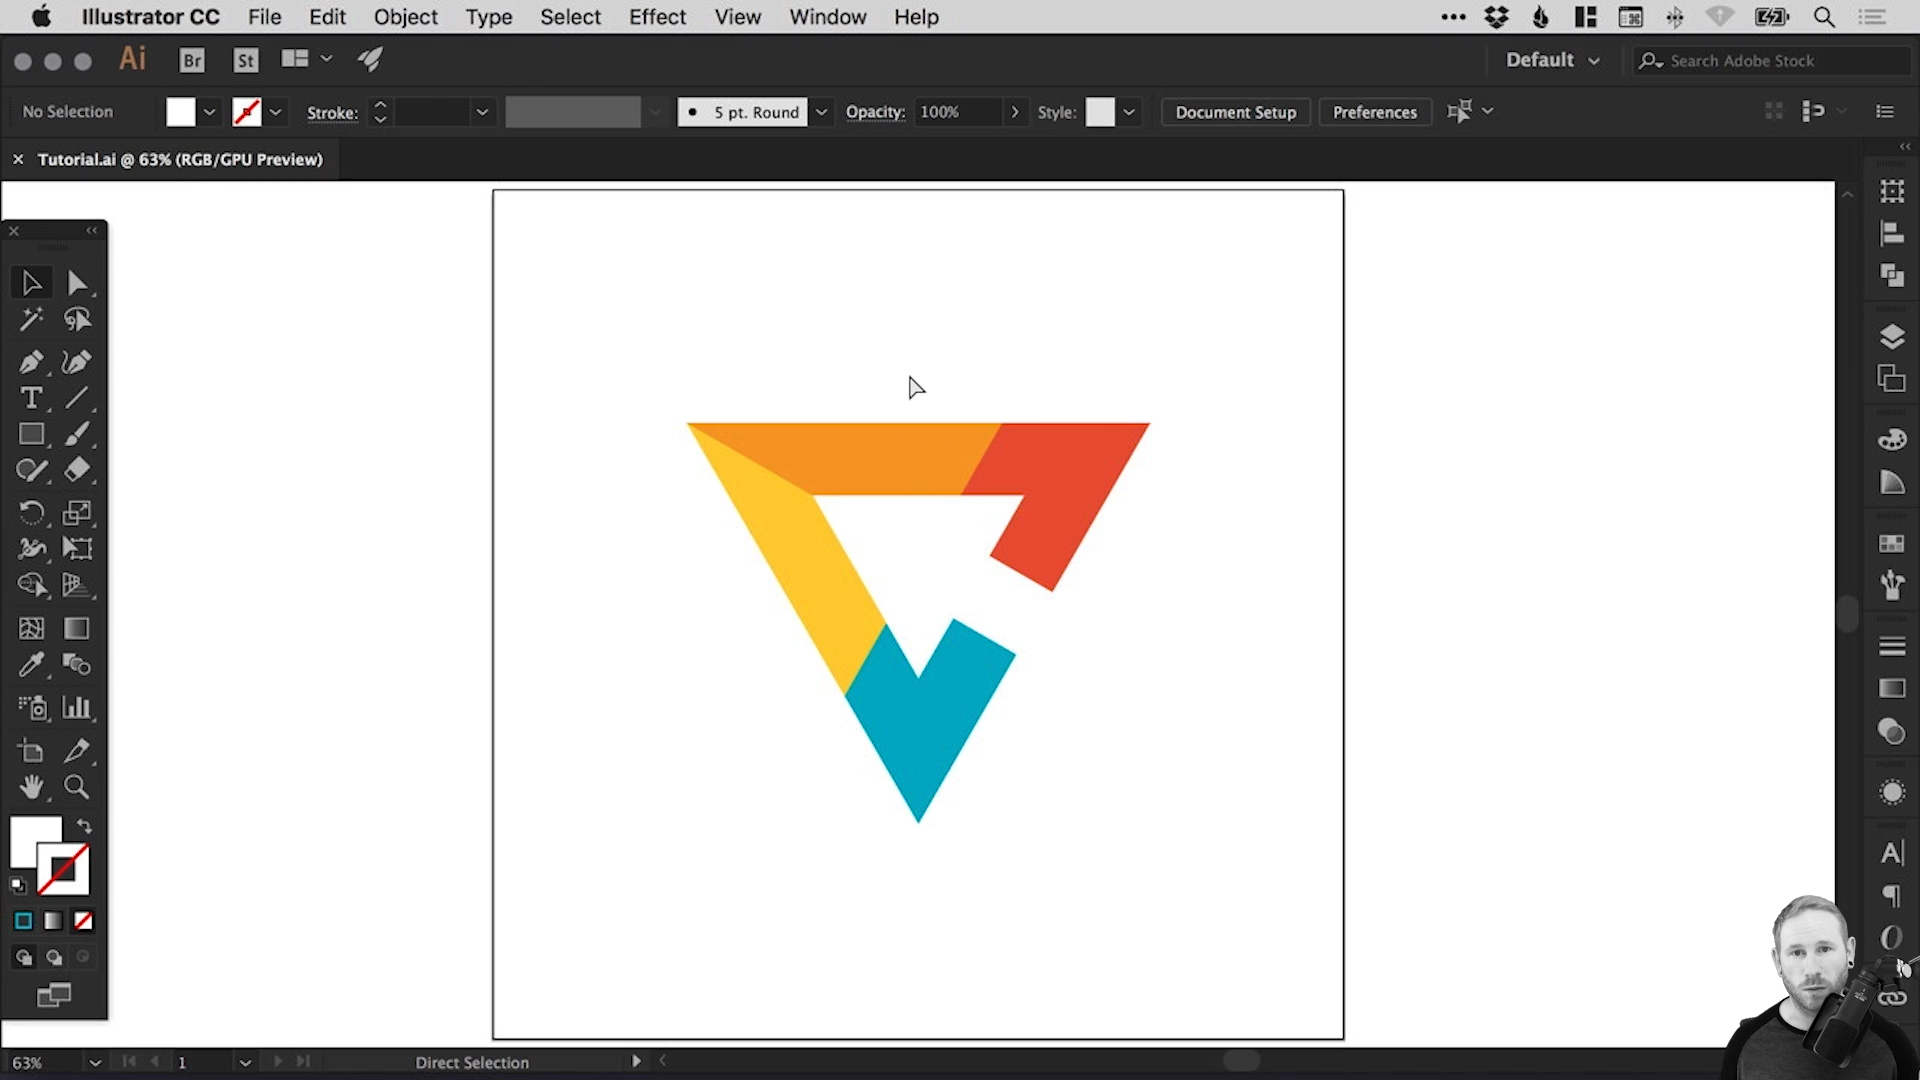 Illustrator CC File Edit Object Type Select Effect View Window Help
Ai Br St Default Search Adobe Stock
No Selection Stroke: 5 pt. Round Opacity: 100% Style: Document Setup Preferences
× Tutorial.ai @ 63% (RGB/GPU Preview)
63% 1 Direct Selection